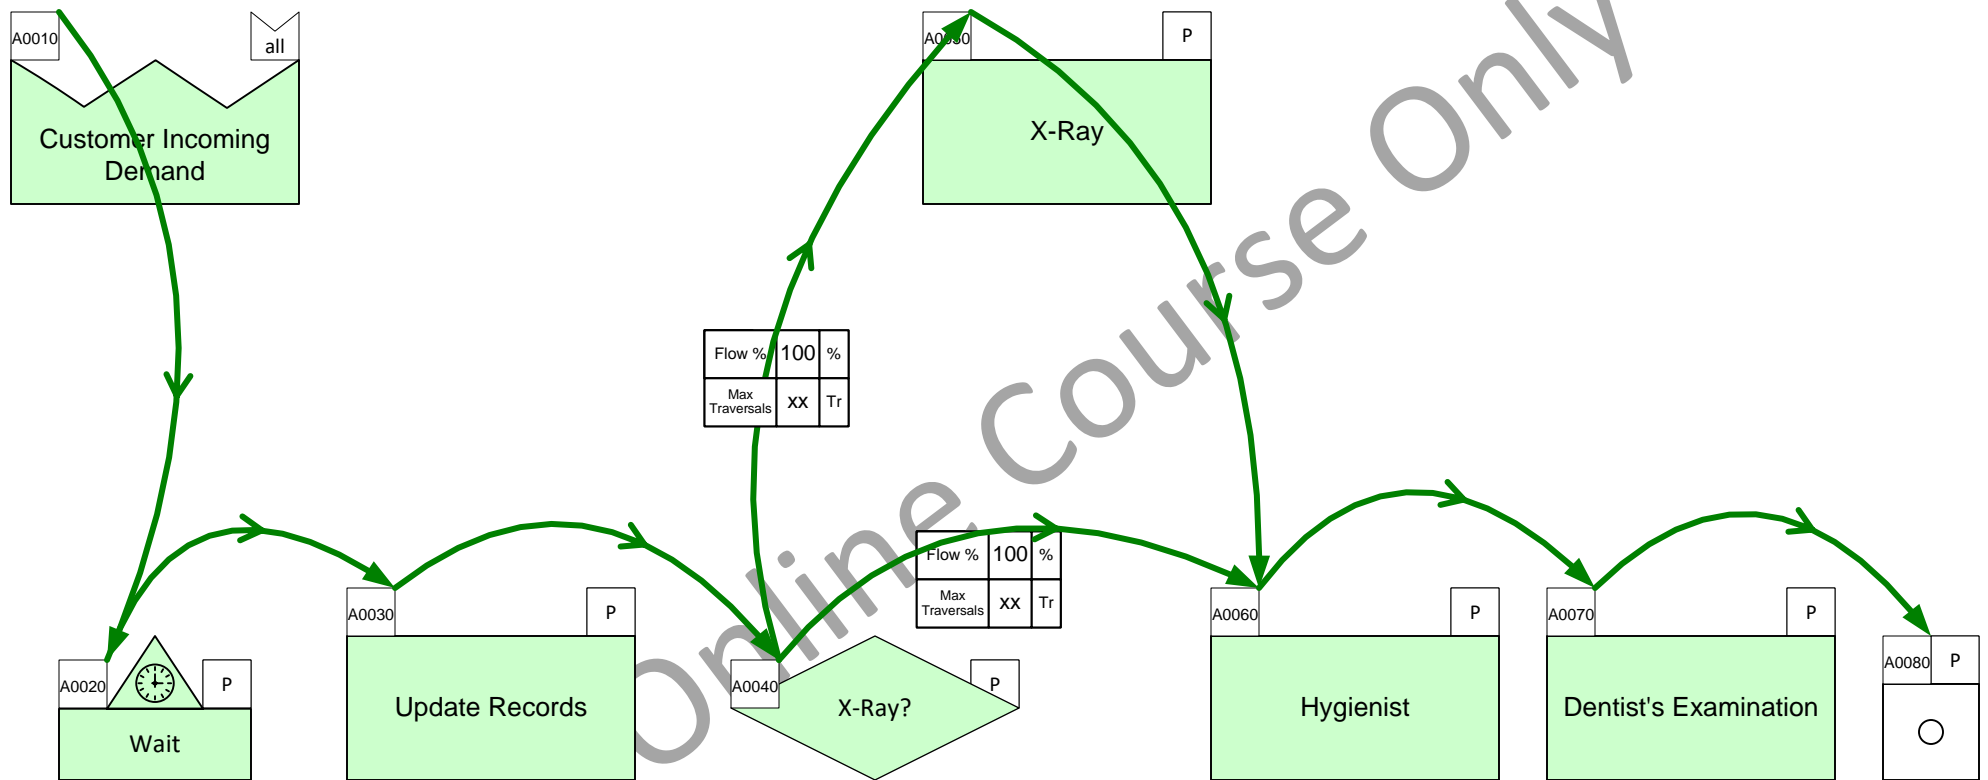 A0010
all
Customer Incoming
Demand
A0050
P
X-Ray
Flow % 100 %
Max
Traversals xx Tr
Flow % 100 %
Max
Traversals xx Tr
A0020
P
Wait
A0030
P
Update Records
A0040
P
X-Ray?
A0060
P
Hygienist
A0070
P
Dentist's Examination
A0080
P
Online Course Only